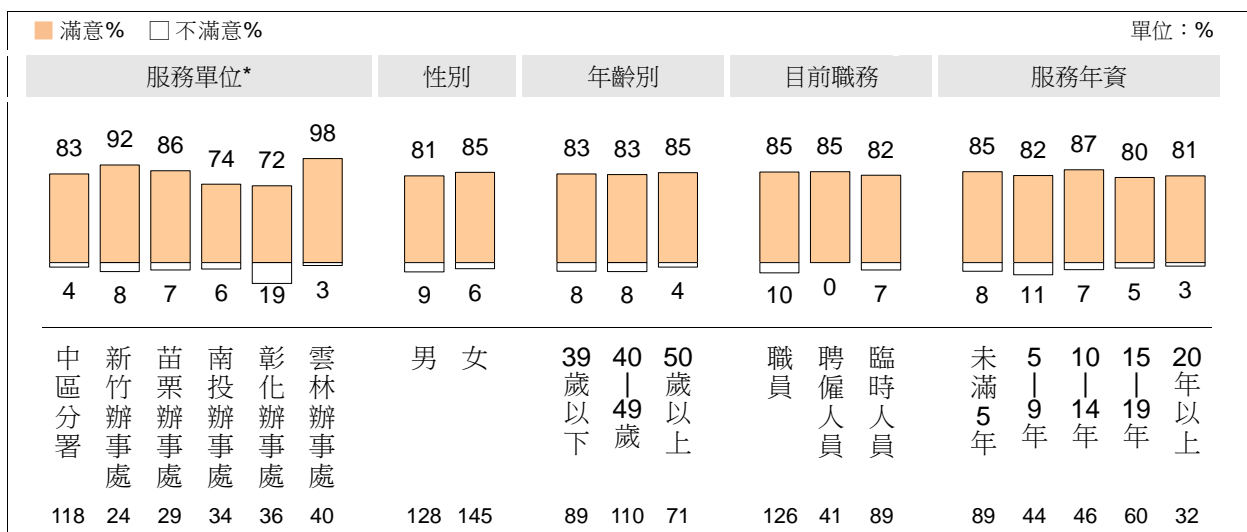 滿意% 不滿意% 單位：%
服務單位* 性別 年齡別 目前職務 服務年資
83 92 86 74 72 98 81 85 83 83 85 85 85 82 85 82 87 80 81
4 8 7 6 19 3 9 6 8 8 4 10 0 7 8 11 7 5 3
中區分署 新竹辦事處 苗栗辦事處 南投辦事處 彰化辦事處 雲林辦事處 男 女 39歲以下 40－49歲 50歲以上 職員 聘僱人員 臨時人員 未滿5年 5－9年 10－14年 15－19年 20年以上
118 24 29 34 36 40 128 145 89 110 71 126 41 89 89 44 46 60 32